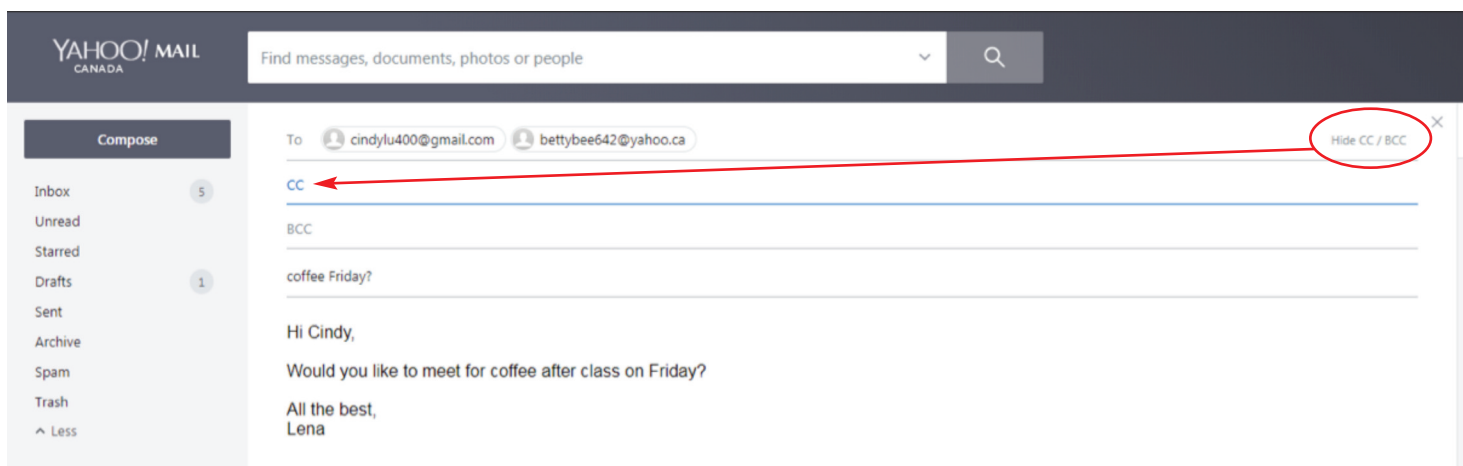 YAHOO! MAIL
CANADA
Find messages, documents, photos or people
Compose
Inbox 5
Unread
Starred
Drafts 1
Sent
Archive
Spam
Trash
Less
To cindylu400@gmail.com bettybee642@yahoo.ca Hide CC / BCC
CC
BCC
coffee Friday?
Hi Cindy,
Would you like to meet for coffee after class on Friday?
All the best,
Lena